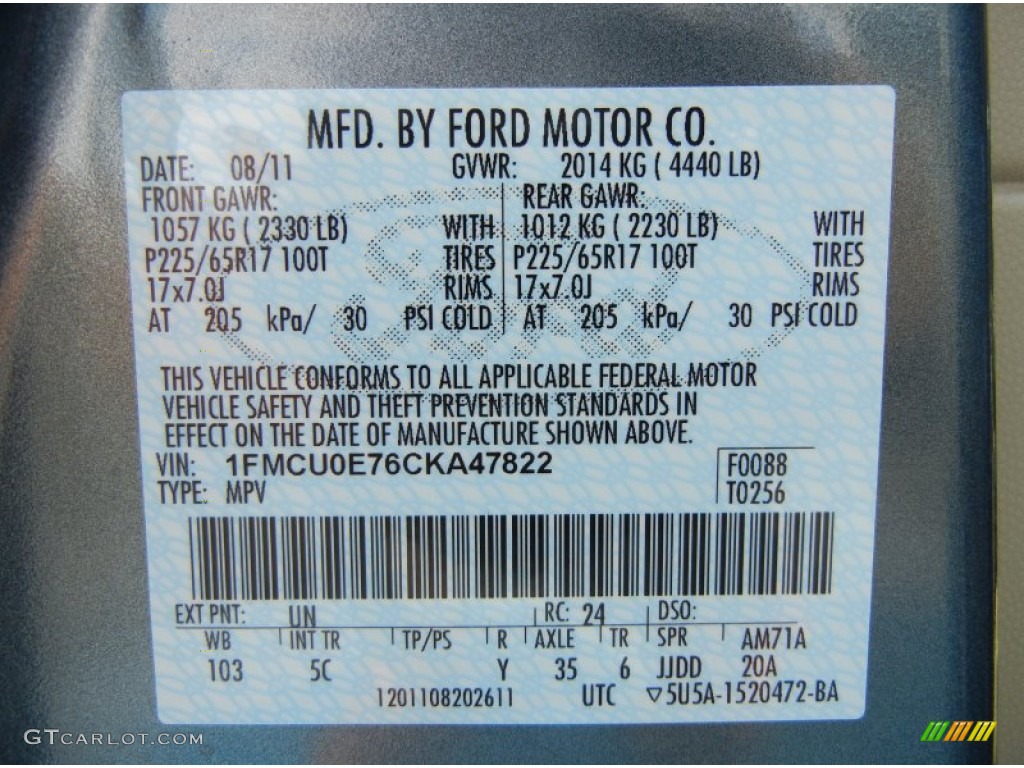 MFD. BY FORD MOTOR CO.
DATE: 08/11 GVWR: 2014 KG ( 4440 LB)
FRONT GAWR: REAR GAWR:
1057 KG ( 2330 LB) WITH 1012 KG ( 2230 LB) WITH
P225/65R17 100T TIRES P225/65R17 100T TIRES
17x7.0J RIMS 17x7.0J RIMS
AT 205 kPa/ 30 PSI COLD AT 205 kPa/ 30 PSI COLD
THIS VEHICLE CONFORMS TO ALL APPLICABLE FEDERAL MOTOR
VEHICLE SAFETY AND THEFT PREVENTION STANDARDS IN
EFFECT ON THE DATE OF MANUFACTURE SHOWN ABOVE.
VIN: 1FMCU0E76CKA47822 F0088
TYPE: MPV T0256
EXT PNT: UN RC: 24 DSO:
WB INT TR TP/PS R AXLE TR SPR AM71A
103 5C Y 35 6 JJDD 20A
1201108202611 UTC ▽5U5A-1520472-BA
GTCARLOT.COM